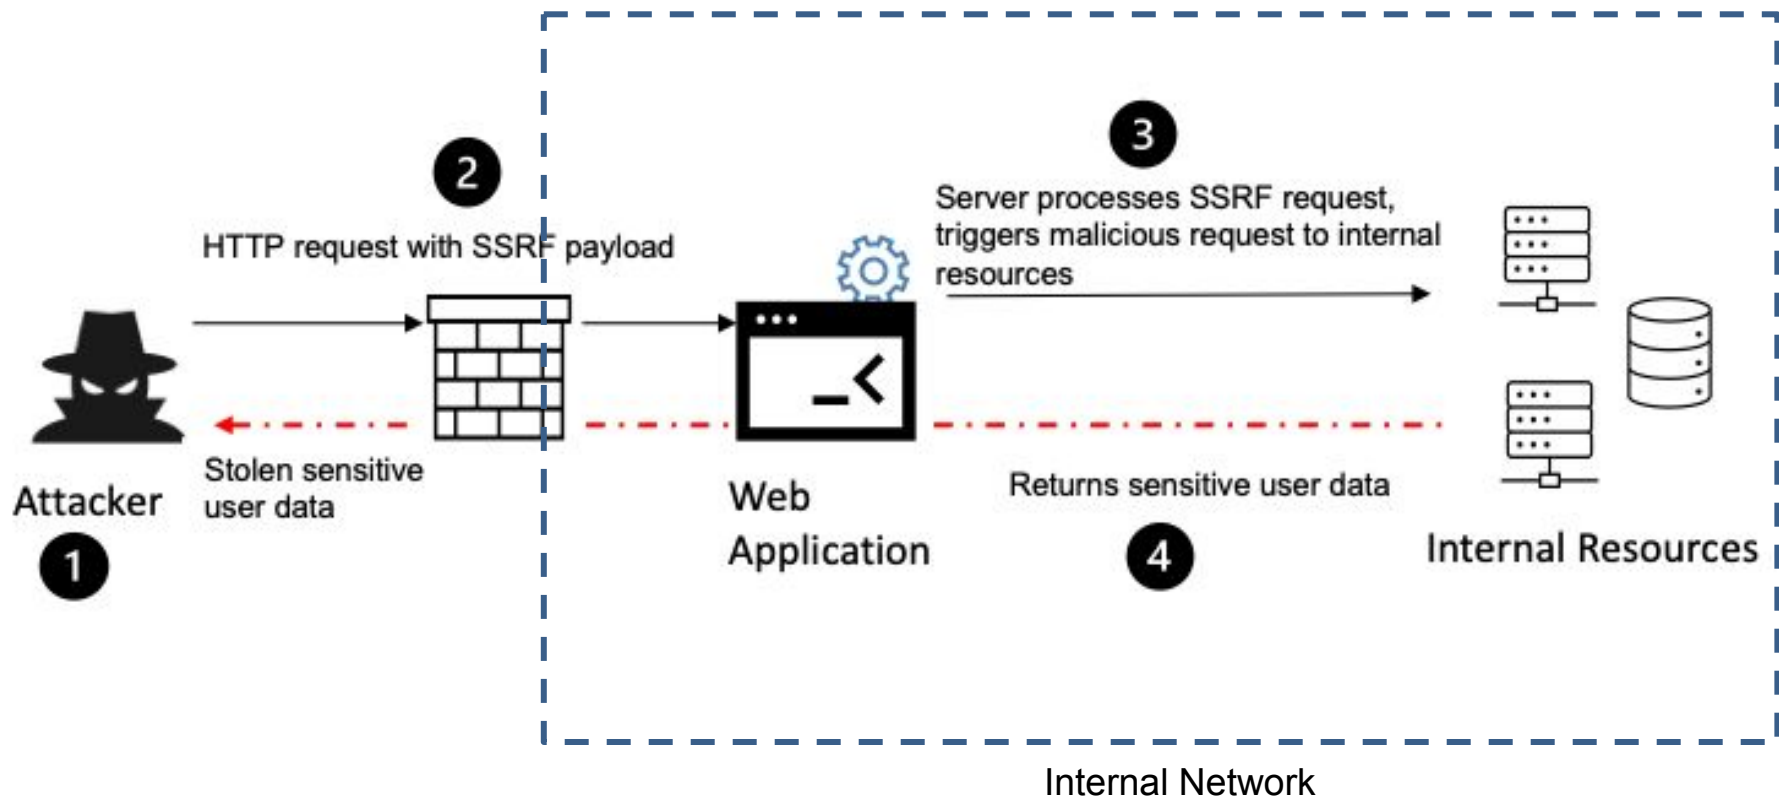 3
2
Server processes SSRF request,
triggers malicious request to internal
resources
HTTP request with SSRF payload
Stolen sensitive
user data
Attacker
1
Web
Application
Returns sensitive user data
4
Internal Resources
Internal Network